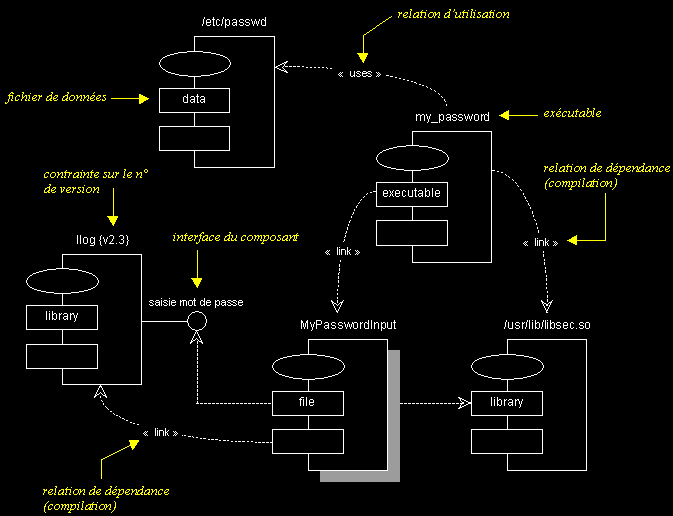 relation d'utilisation
/etc/passwd
« uses »
fichier de données
data
my_password
exécutable
contrainte sur le n°
de version
relation de dépendance
(compilation)
executable
interface du composant
llog {v2.3}
« link »
« link »
saisie mot de passe
library
MyPasswordInput
/usr/lib/libsec.so
file
library
« link »
relation de dépendance
(compilation)